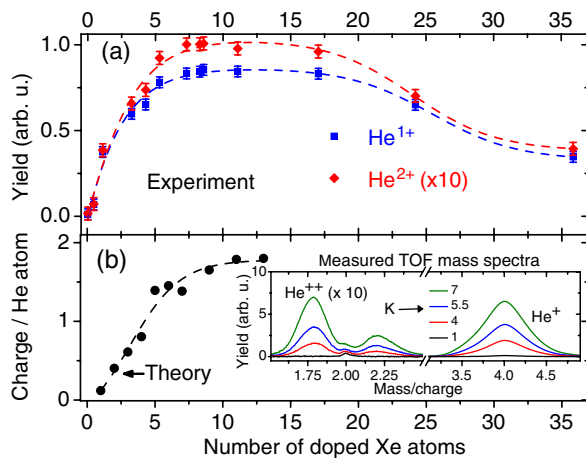 0 5 10 15 20 25 30 35
(a)
1.0
0.5
0.0
Yield (arb. u.)
He1+
He2+ (x10)
Experiment
(b)
2
1
0
Charge / He atom
Theory
Measured TOF mass spectra
10
5
0
Yield (arb. u.)
He++ (x 10)
K
7
5.5
4
1
He+
1.75 2.00 2.25 3.5 4.0 4.5
Mass/charge
0 5 10 15 20 25 30 35
Number of doped Xe atoms